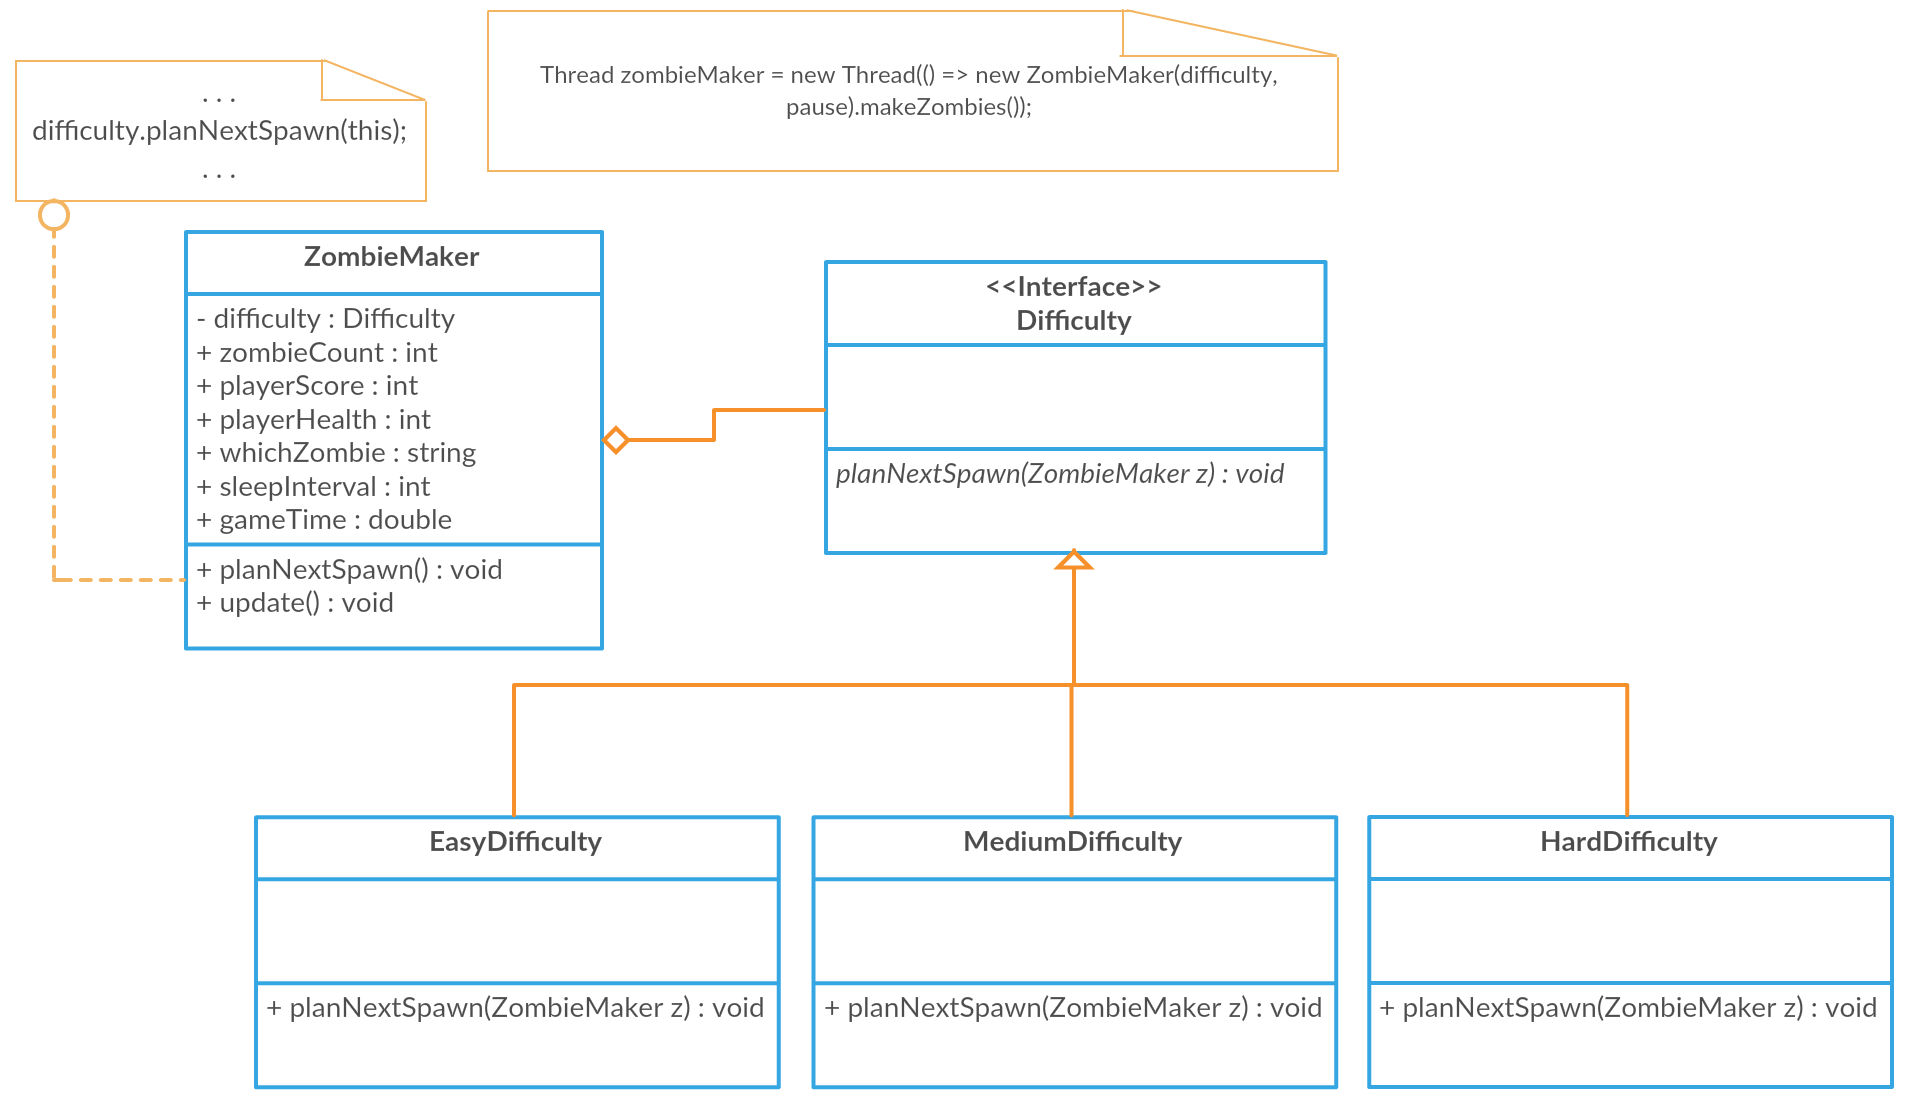 . . .
difficulty.planNextSpawn(this);
. . .
Thread zombieMaker = new Thread(() => new ZombieMaker(difficulty,
pause).makeZombies());
ZombieMaker
- difficulty : Difficulty
+ zombieCount : int
+ playerScore : int
+ playerHealth : int
+ whichZombie : string
+ sleepInterval : int
+ gameTime : double
+ planNextSpawn() : void
+ update() : void
<<Interface>>
Difficulty
planNextSpawn(ZombieMaker z) : void
EasyDifficulty
+ planNextSpawn(ZombieMaker z) : void
MediumDifficulty
+ planNextSpawn(ZombieMaker z) : void
HardDifficulty
+ planNextSpawn(ZombieMaker z) : void